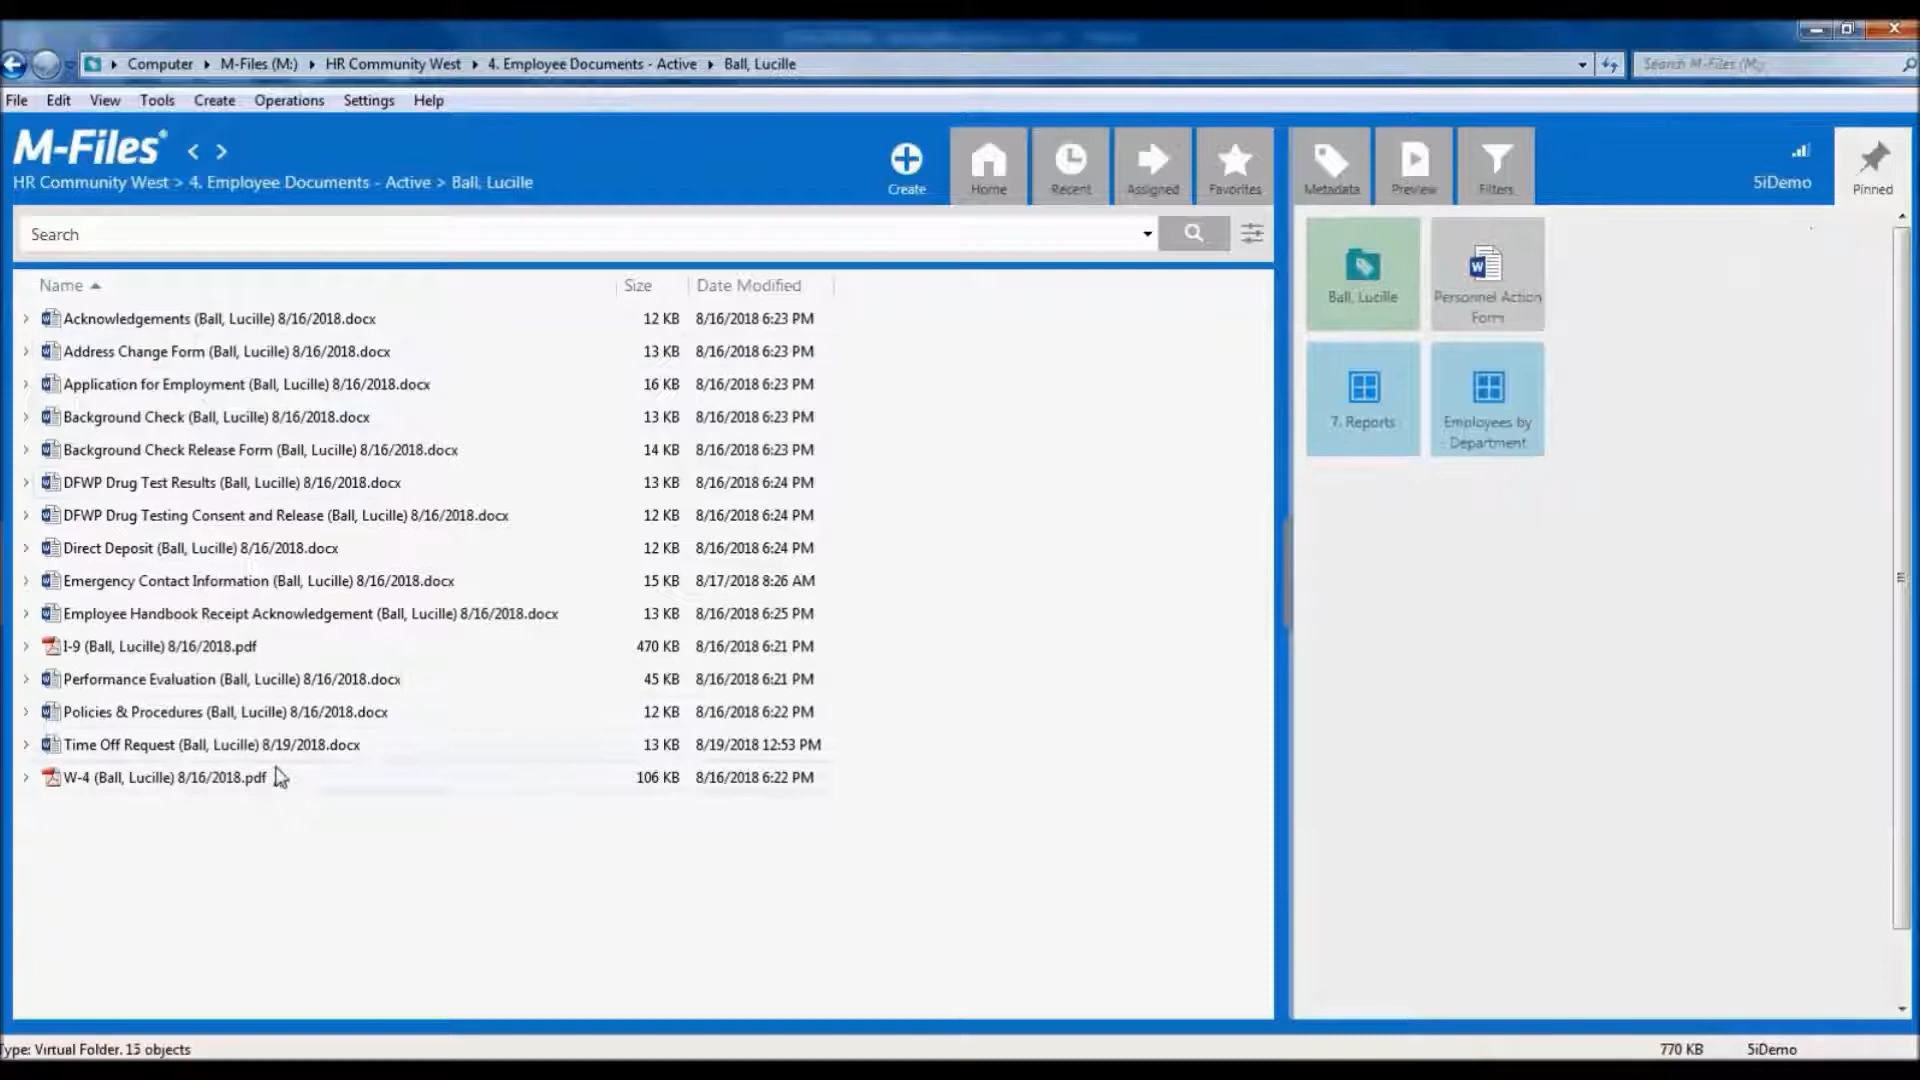 Computer M-Files (M:) HR Community West 4. Employee Documents - Active Ball, Lucille
Search M-Files (M:)
File Edit View Tools Create Operations Settings Help
M-Files
HR Community West > 4. Employee Documents - Active > Ball, Lucille
Create Home Recent Assigned Favorites Metadata Preview Filters 5iDemo Pinned
Search
Name Size Date Modified
Acknowledgements (Ball, Lucille) 8/16/2018.docx 12 KB 8/16/2018 6:23 PM
Address Change Form (Ball, Lucille) 8/16/2018.docx 13 KB 8/16/2018 6:23 PM
Application for Employment (Ball, Lucille) 8/16/2018.docx 16 KB 8/16/2018 6:23 PM
Background Check (Ball, Lucille) 8/16/2018.docx 13 KB 8/16/2018 6:23 PM
Background Check Release Form (Ball, Lucille) 8/16/2018.docx 14 KB 8/16/2018 6:23 PM
DFWP Drug Test Results (Ball, Lucille) 8/16/2018.docx 13 KB 8/16/2018 6:24 PM
DFWP Drug Testing Consent and Release (Ball, Lucille) 8/16/2018.docx 12 KB 8/16/2018 6:24 PM
Direct Deposit (Ball, Lucille) 8/16/2018.docx 12 KB 8/16/2018 6:24 PM
Emergency Contact Information (Ball, Lucille) 8/16/2018.docx 15 KB 8/17/2018 8:26 AM
Employee Handbook Receipt Acknowledgement (Ball, Lucille) 8/16/2018.docx 13 KB 8/16/2018 6:25 PM
I-9 (Ball, Lucille) 8/16/2018.pdf 470 KB 8/16/2018 6:21 PM
Performance Evaluation (Ball, Lucille) 8/16/2018.docx 45 KB 8/16/2018 6:21 PM
Policies & Procedures (Ball, Lucille) 8/16/2018.docx 12 KB 8/16/2018 6:22 PM
Time Off Request (Ball, Lucille) 8/19/2018.docx 13 KB 8/19/2018 12:53 PM
W-4 (Ball, Lucille) 8/16/2018.pdf 106 KB 8/16/2018 6:22 PM
Ball, Lucille
Personnel Action
Form
7. Reports
Employees by
Department
Type: Virtual Folder. 15 objects 770 KB 5iDemo